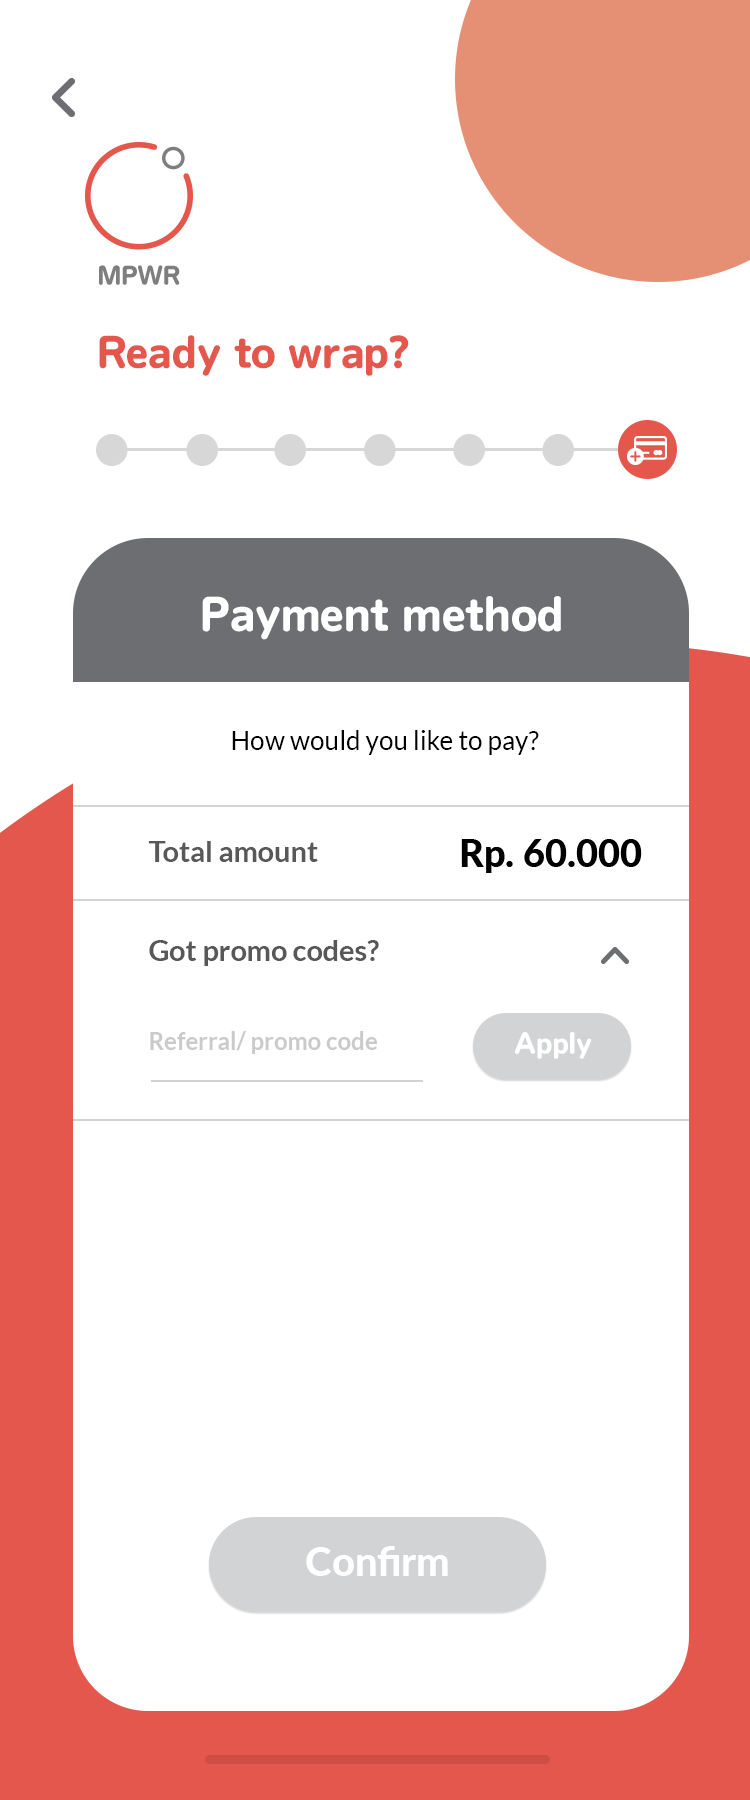 MPWR
Ready to wrap?
Payment method
How would you like to pay?
Total amount Rp. 60.000
Got promo codes?
Referral/ promo code Apply
Confirm